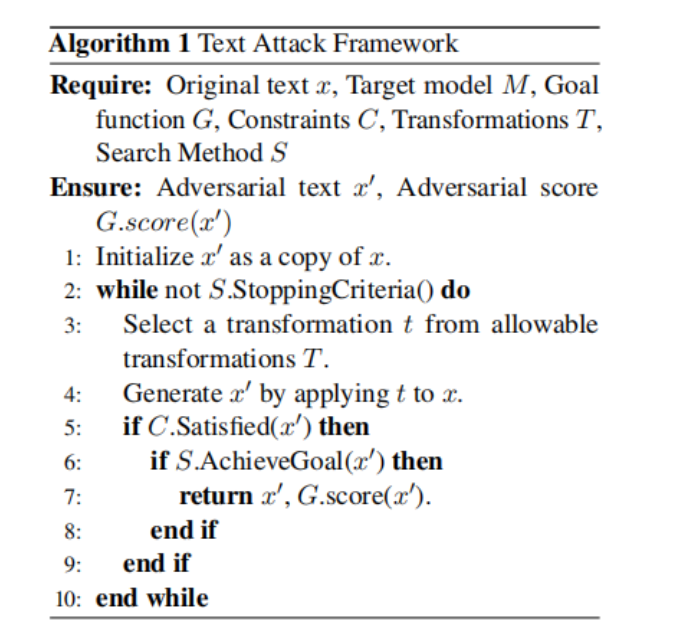 Algorithm 1 Text Attack Framework
Require: Original text x, Target model M, Goal
function G, Constraints C, Transformations T,
Search Method S
Ensure: Adversarial text x′, Adversarial score
G.score(x′)
1: Initialize x′ as a copy of x.
2: while not S.StoppingCriteria() do
3: Select a transformation t from allowable
transformations T.
4: Generate x′ by applying t to x.
5: if C.Satisfied(x′) then
6: if S.AchieveGoal(x′) then
7: return x′, G.score(x′).
8: end if
9: end if
10: end while